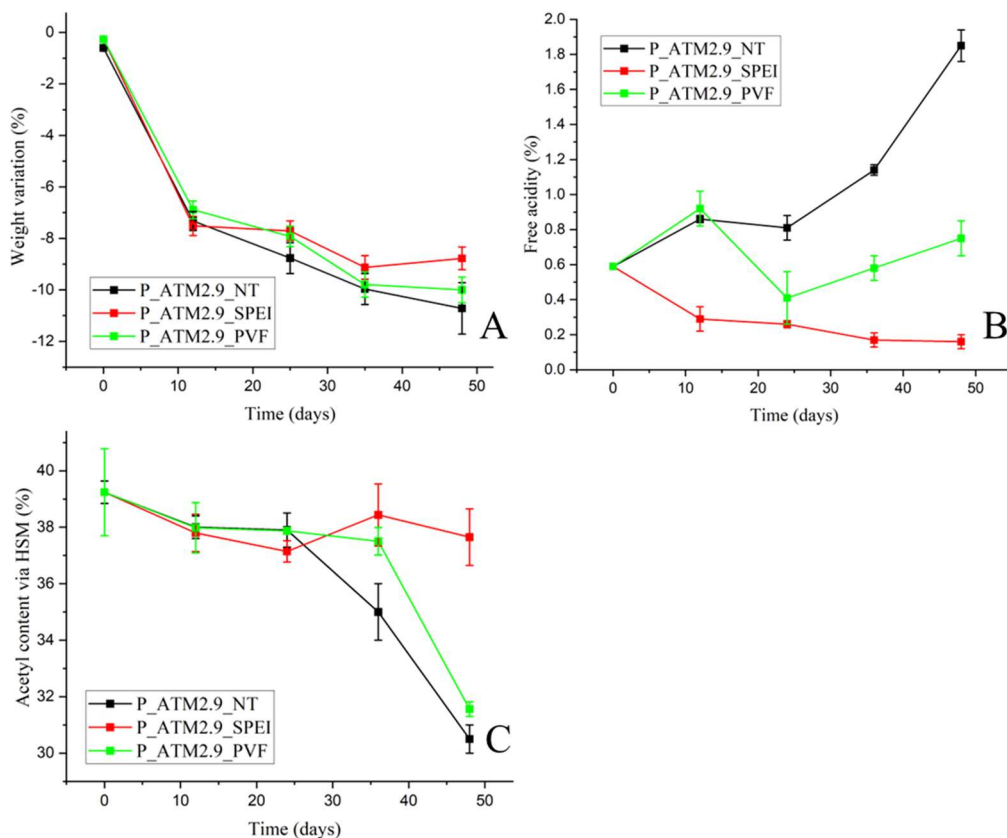 Weight variation (%)
0
-2
-4
-6
-8
-10
-12
P_ATM2.9_NT
P_ATM2.9_SPEI
P_ATM2.9_PVF
A
0 10 20 30 40 50
Time (days)
Free acidity (%)
2.0
1.8
1.6
1.4
1.2
1.0
0.8
0.6
0.4
0.2
0.0
P_ATM2.9_NT
P_ATM2.9_SPEI
P_ATM2.9_PVF
B
0 10 20 30 40 50
Time (days)
Acetyl content via HSM (%)
40
38
36
34
32
30
P_ATM2.9_NT
P_ATM2.9_SPEI
P_ATM2.9_PVF
C
0 10 20 30 40 50
Time (days)